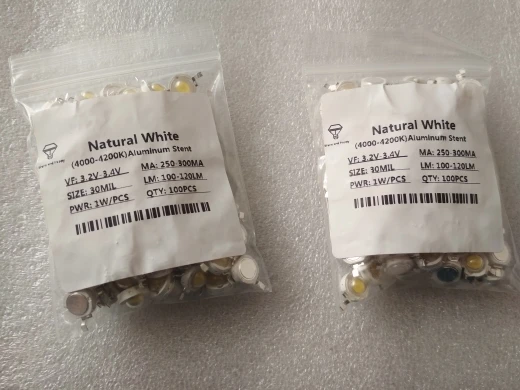 Natural White
(4000-4200K)Aluminum Stent
VF: 3.2V-3.4V MA: 250-300MA
SIZE: 30MIL LM: 100-120LM
PWR: 1W/PCS QTY: 100PCS
Natural White
(4000-4200K)Aluminum Stent
VF: 3.2V-3.4V MA: 250-300MA
SIZE: 30MIL LM: 100-120LM
PWR: 1W/PCS QTY: 100PCS